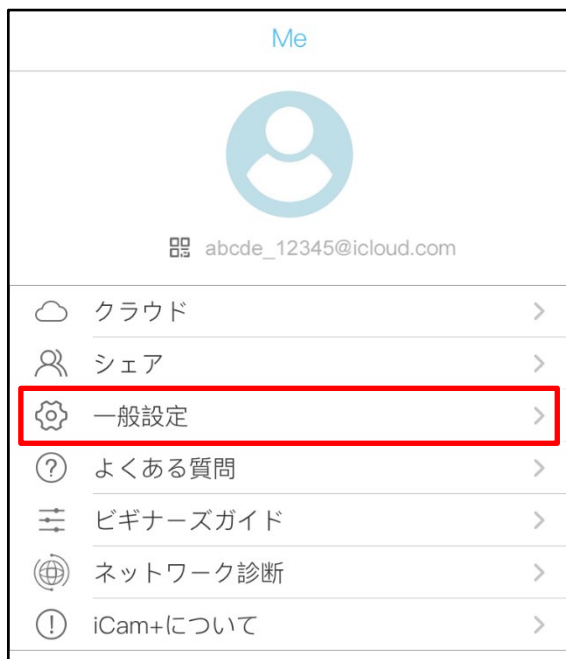 Me
abcde_12345@icloud.com
クラウド
シェア
一般設定
よくある質問
ビギナーズガイド
ネットワーク診断
iCam+について